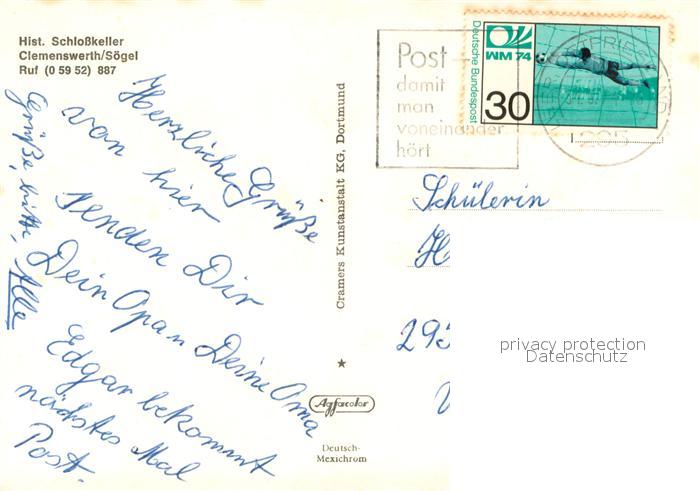 Hist. Schloßkeller
Clemenswerth/Sögel
Ruf (0 59 52) 887
Herzliche Grüße
von hier
senden Dir
Dein Opa u. Deine Oma
Edgar bekommt
nächstes Mal
Post.
Grüße, bitte, Alle
Cramers Kunstanstalt KG, Dortmund
Agfacolor
Deutsch-
Mexichrom
Post -
damit
man
voneinander
hört
Deutsche Bundespost
WM 74
30
Schülerin
H
295
privacy protection
Datenschutz